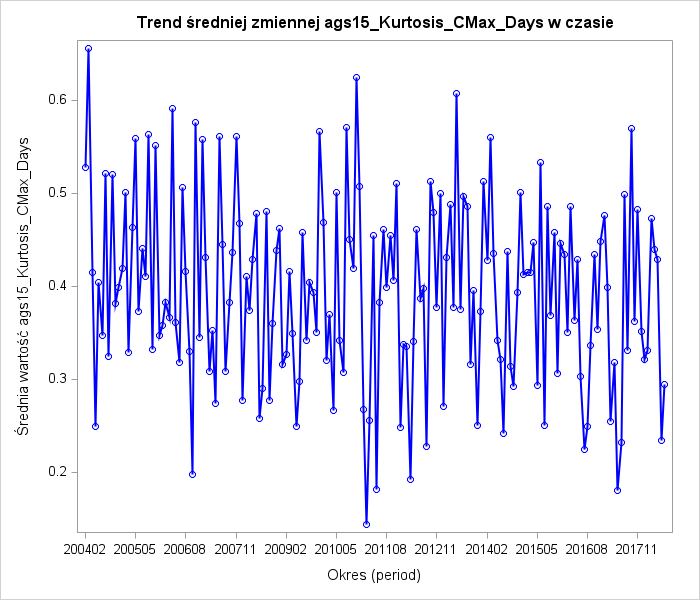 Trend średniej zmiennej ags15_Kurtosis_CMax_Days w czasie
Średnia wartość ags15_Kurtosis_CMax_Days
0.6
0.5
0.4
0.3
0.2
200402 200505 200608 200711 200902 201005 201108 201211 201402 201505 201608 201711
Okres (period)